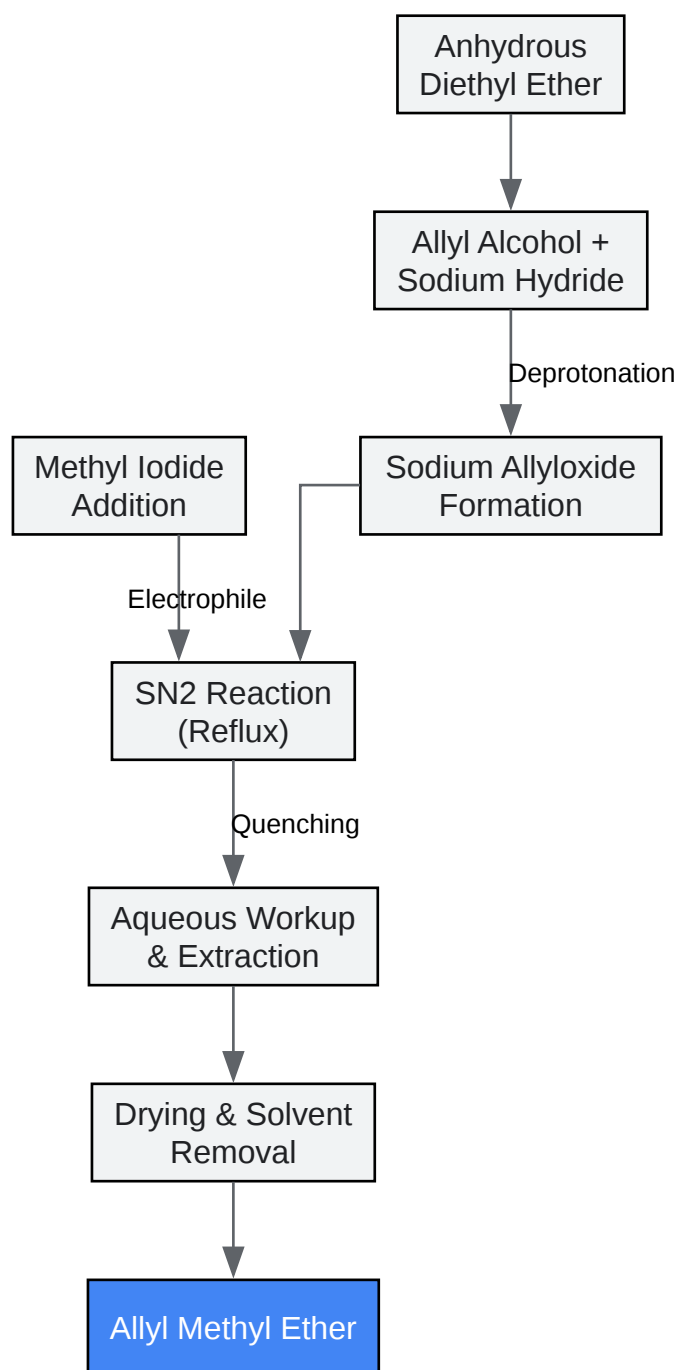 Anhydrous
Diethyl Ether
Allyl Alcohol +
Sodium Hydride
Deprotonation
Methyl Iodide
Addition
Sodium Allyloxide
Formation
Electrophile
SN2 Reaction
(Reflux)
Quenching
Aqueous Workup
& Extraction
Drying & Solvent
Removal
Allyl Methyl Ether